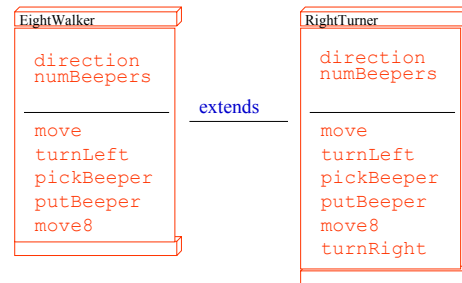 EightWalker
direction
numBeepers
move
turnLeft
pickBeeper
putBeeper
move8
extends
RightTurner
direction
numBeepers
move
turnLeft
pickBeeper
putBeeper
move8
turnRight